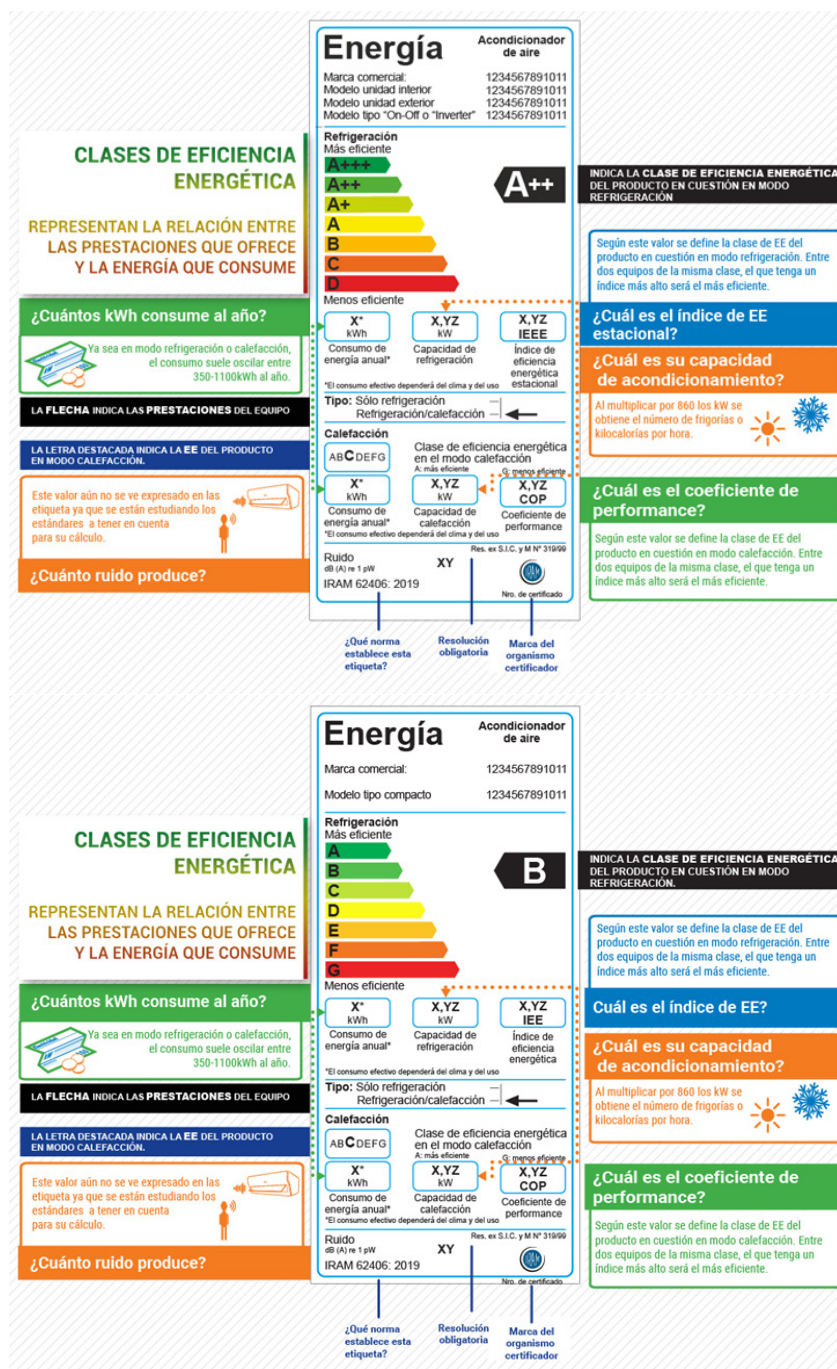 Energía
Acondicionador
de aire
Marca comercial: 1234567891011
Modelo unidad interior 1234567891011
Modelo unidad exterior 1234567891011
Modelo tipo "On-Off o “Inverter” 1234567891011
Refrigeración
Más eficiente
A+++
A++
A+
A
B
C
D
Menos eficiente
A++
X*
kWh
Consumo de
energía anual*
X,YZ
kW
Capacidad de
refrigeración
X,YZ
IEEE
Índice de
eficiencia
energética
estacional
*El consumo efectivo dependerá del clima y del uso
Tipo: Sólo refrigeración
Refrigeración/calefacción
Calefacción
ABCDEFG
Clase de eficiencia energética
en el modo calefacción
A: más eficiente
G: menos eficiente
X*
kWh
Consumo de
energía anual*
X,YZ
kW
Capacidad de
calefacción
X,YZ
COP
Coeficiente de
performance
*El consumo efectivo dependerá del clima y del uso
Ruido
dB (A) re 1 pW
XY
Res. ex S.I.C. y M Nº 319/99
IRAM 62406: 2019
IRAM
Nro. de certificado
¿Qué norma
establece esta
etiqueta?
Resolución
obligatoria
Marca del
organismo
certificador
CLASES DE EFICIENCIA
ENERGÉTICA
REPRESENTAN LA RELACIÓN ENTRE
LAS PRESTACIONES QUE OFRECE
Y LA ENERGÍA QUE CONSUME
¿Cuántos kWh consume al año?
Ya sea en modo refrigeración o calefacción,
el consumo suele oscilar entre
350-1100kWh al año.
LA FLECHA INDICA LAS PRESTACIONES DEL EQUIPO
LA LETRA DESTACADA INDICA LA EE DEL PRODUCTO
EN MODO CALEFACCIÓN.
Este valor aún no se ve expresado en las
etiqueta ya que se están estudiando los
estándares a tener en cuenta
para su cálculo.
¿Cuánto ruido produce?
INDICA LA CLASE DE EFICIENCIA ENERGÉTICA
DEL PRODUCTO EN CUESTIÓN EN MODO
REFRIGERACIÓN
Según este valor se define la clase de EE del
producto en cuestión en modo refrigeración. Entre
dos equipos de la misma clase, el que tenga un
índice más alto será el más eficiente.
¿Cuál es el índice de EE
estacional?
¿Cuál es su capacidad
de acondicionamiento?
Al multiplicar por 860 los kW se
obtiene el número de frigorías o
kilocalorías por hora.
¿Cuál es el coeficiente de
performance?
Según este valor se define la clase de EE del
producto en cuestión en modo calefacción. Entre
dos equipos de la misma clase, el que tenga un
índice más alto será el más eficiente.
Energía
Acondicionador
de aire
Marca comercial: 1234567891011
Modelo tipo compacto 1234567891011
Refrigeración
Más eficiente
A
B
C
D
E
F
G
Menos eficiente
B
X*
kWh
Consumo de
energía anual*
X,YZ
kW
Capacidad de
refrigeración
X,YZ
IEE
Índice de
eficiencia
energética
*El consumo efectivo dependerá del clima y del uso
Tipo: Sólo refrigeración
Refrigeración/calefacción
Calefacción
ABCDEFG
Clase de eficiencia energética
en el modo calefacción
A: más eficiente
G: menos eficiente
X*
kWh
Consumo de
energía anual*
X,YZ
kW
Capacidad de
calefacción
X,YZ
COP
Coeficiente de
performance
*El consumo efectivo dependerá del clima y del uso
Ruido
dB (A) re 1 pW
XY
Res. ex S.I.C. y M Nº 319/99
IRAM 62406: 2019
IRAM
Nro. de certificado
¿Qué norma
establece esta
etiqueta?
Resolución
obligatoria
Marca del
organismo
certificador
CLASES DE EFICIENCIA
ENERGÉTICA
REPRESENTAN LA RELACIÓN ENTRE
LAS PRESTACIONES QUE OFRECE
Y LA ENERGÍA QUE CONSUME
¿Cuántos kWh consume al año?
Ya sea en modo refrigeración o calefacción,
el consumo suele oscilar entre
350-1100kWh al año.
LA FLECHA INDICA LAS PRESTACIONES DEL EQUIPO
LA LETRA DESTACADA INDICA LA EE DEL PRODUCTO
EN MODO CALEFACCIÓN.
Este valor aún no se ve expresado en las
etiqueta ya que se están estudiando los
estándares a tener en cuenta
para su cálculo.
¿Cuánto ruido produce?
INDICA LA CLASE DE EFICIENCIA ENERGÉTICA
DEL PRODUCTO EN CUESTIÓN EN MODO
REFRIGERACIÓN.
Según este valor se define la clase de EE del
producto en cuestión en modo refrigeración. Entre
dos equipos de la misma clase, el que tenga un
índice más alto será el más eficiente.
Cuál es el índice de EE?
¿Cuál es su capacidad
de acondicionamiento?
Al multiplicar por 860 los kW se
obtiene el número de frigorías o
kilocalorías por hora.
¿Cuál es el coeficiente de
performance?
Según este valor se define la clase de EE del
producto en cuestión en modo calefacción. Entre
dos equipos de la misma clase, el que tenga un
índice más alto será el más eficiente.